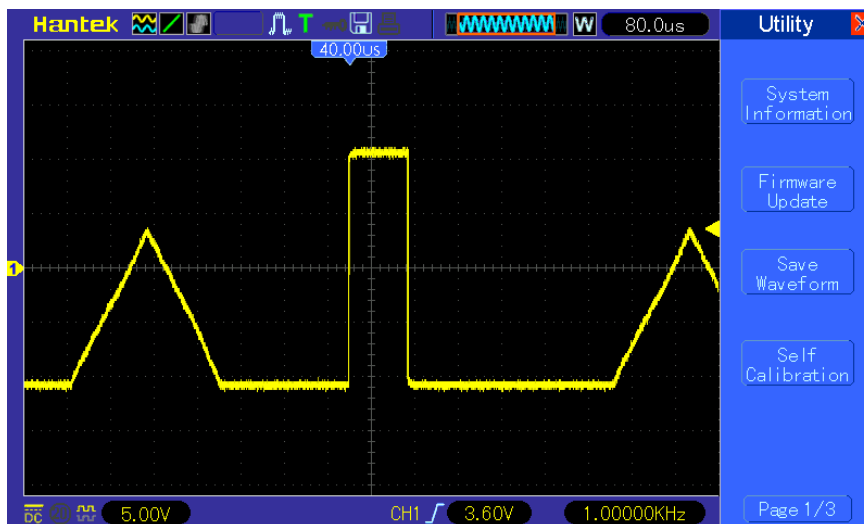 Hantek
T
W
80.0us
Utility
40.00us
System
Information
Firmware
Update
Save
Waveform
1
Self
Calibration
DC
5.00V
CH1
3.60V
1.00000KHz
Page 1/3